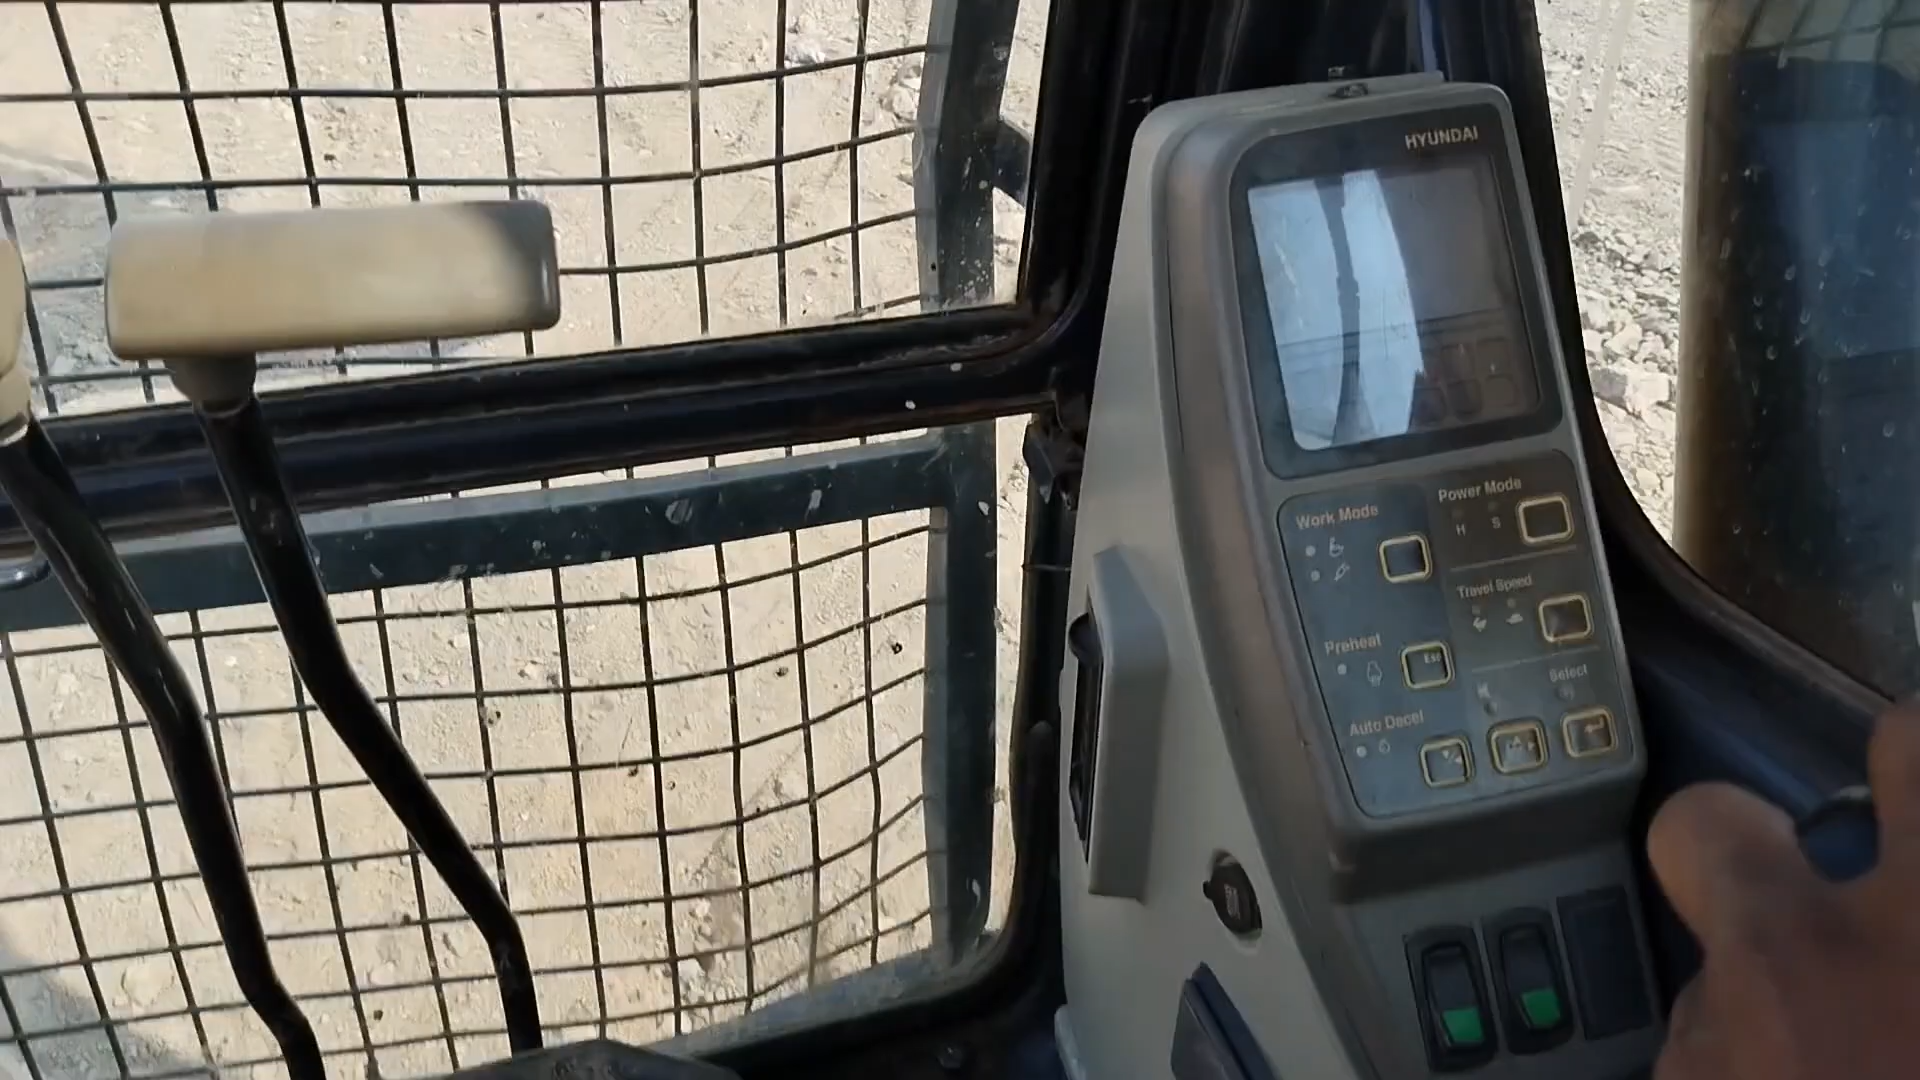 HYUNDAI
Work Mode
Power Mode
H S
Travel Speed
Preheat
Esc
Select
Auto Decel